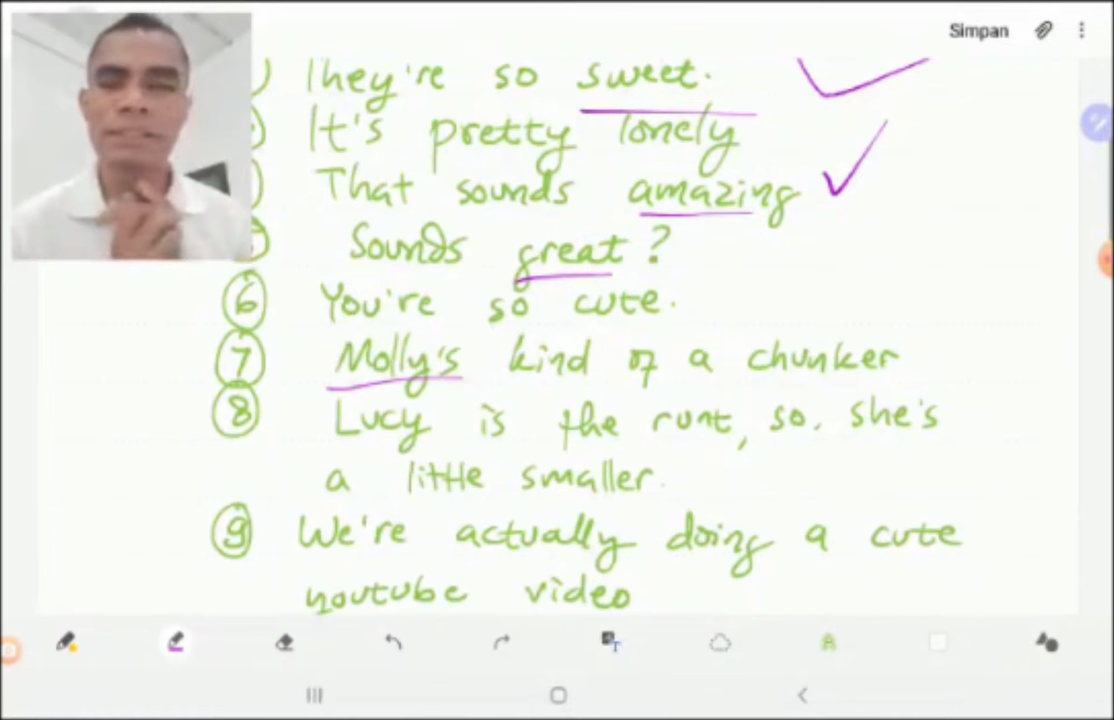 Simpan
They're so sweet.
It's pretty lonely
That sounds amazing
Sounds great?
6 You're so cute.
7 Molly's kind of a chunker
8 Lucy is the runt, so. she's
a little smaller.
9 We're actually doing a cute
youtube video